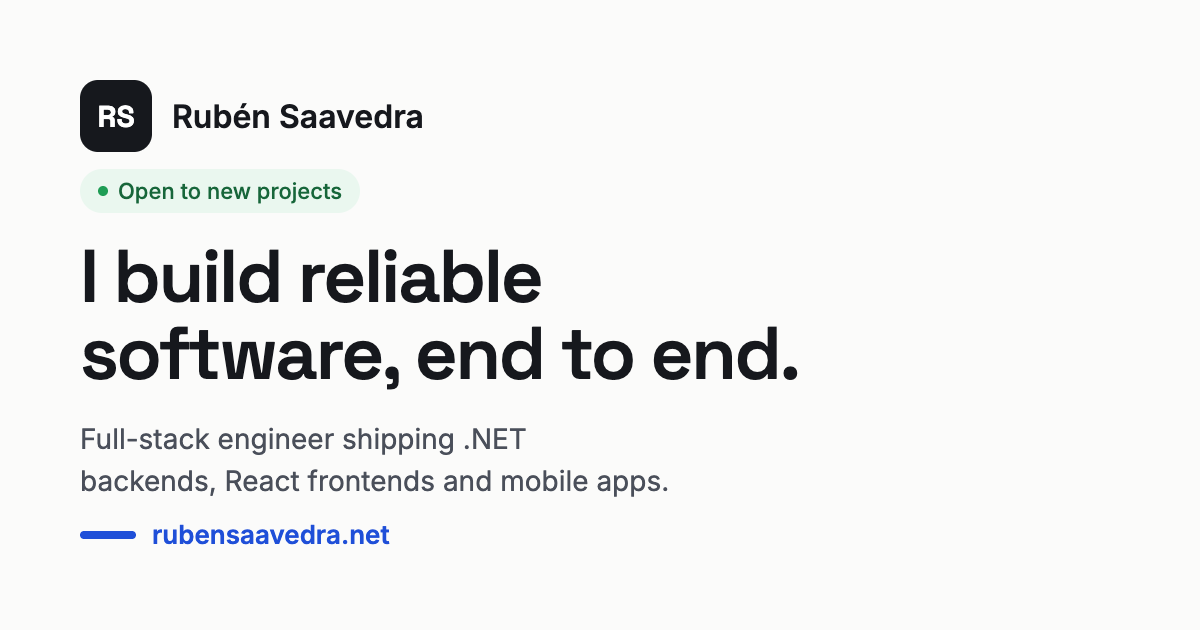 RS
Rubén Saavedra
Open to new projects
I build reliable
software, end to end.
Full-stack engineer shipping .NET
backends, React frontends and mobile apps.
rubensaavedra.net